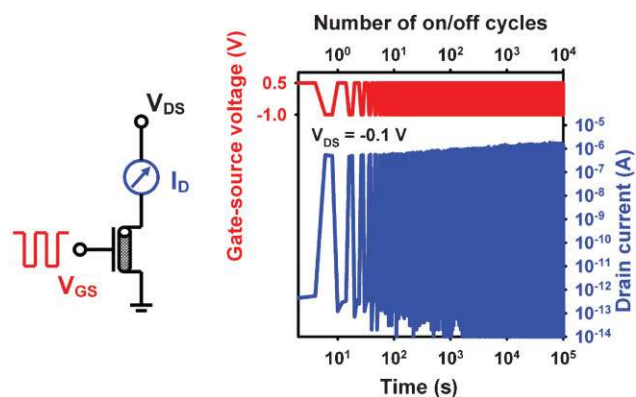 V_DS
I_D
V_GS
Number of on/off cycles
10^0 10^1 10^2 10^3 10^4
Gate-source voltage (V)
0.5
-1.0
V_DS = -0.1 V
10^-5
10^-6
10^-7
10^-8
10^-9
10^-10
10^-11
10^-12
10^-13
10^-14
Drain current (A)
10^1 10^2 10^3 10^4 10^5
Time (s)